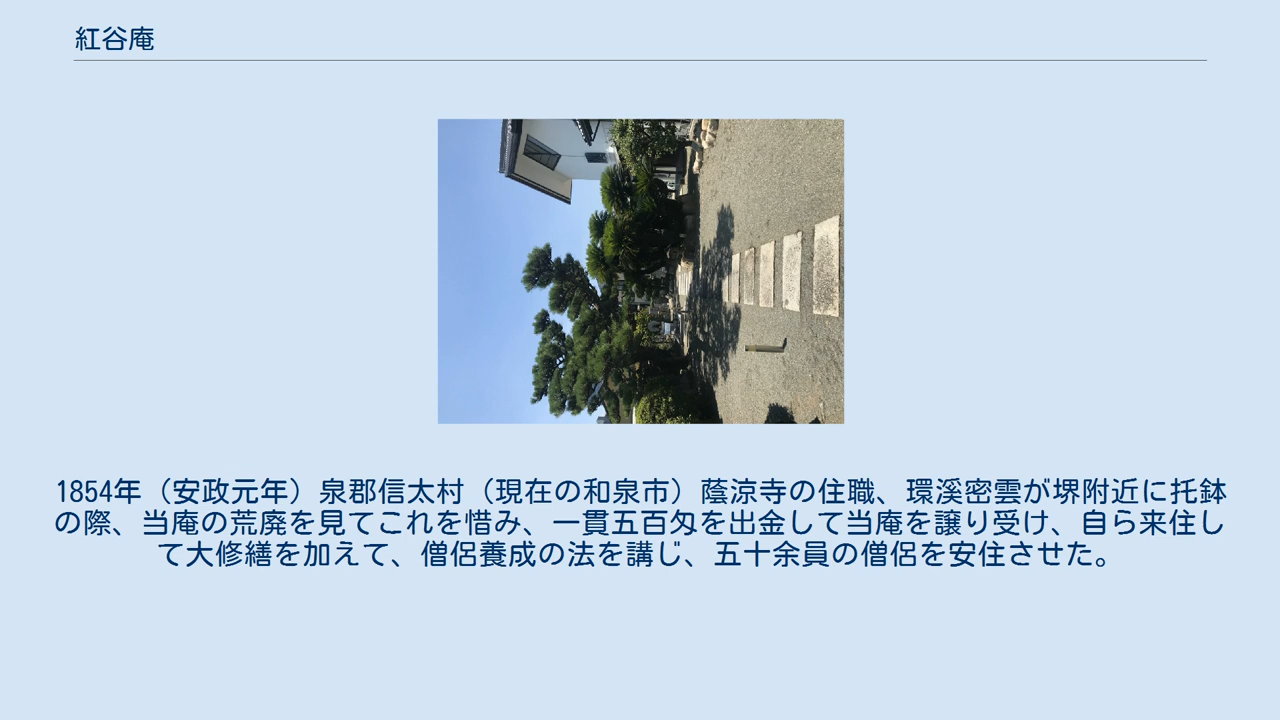 紅谷庵
1854年（安政元年）泉郡信太村（現在の和泉市）蔭涼寺の住職、環溪密雲が堺附近に托鉢
の際、当庵の荒廃を見てこれを惜み、一貫五百匁を出金して当庵を譲り受け、自ら来住し
て大修繕を加えて、僧侶養成の法を講じ、五十余員の僧侶を安住させた。